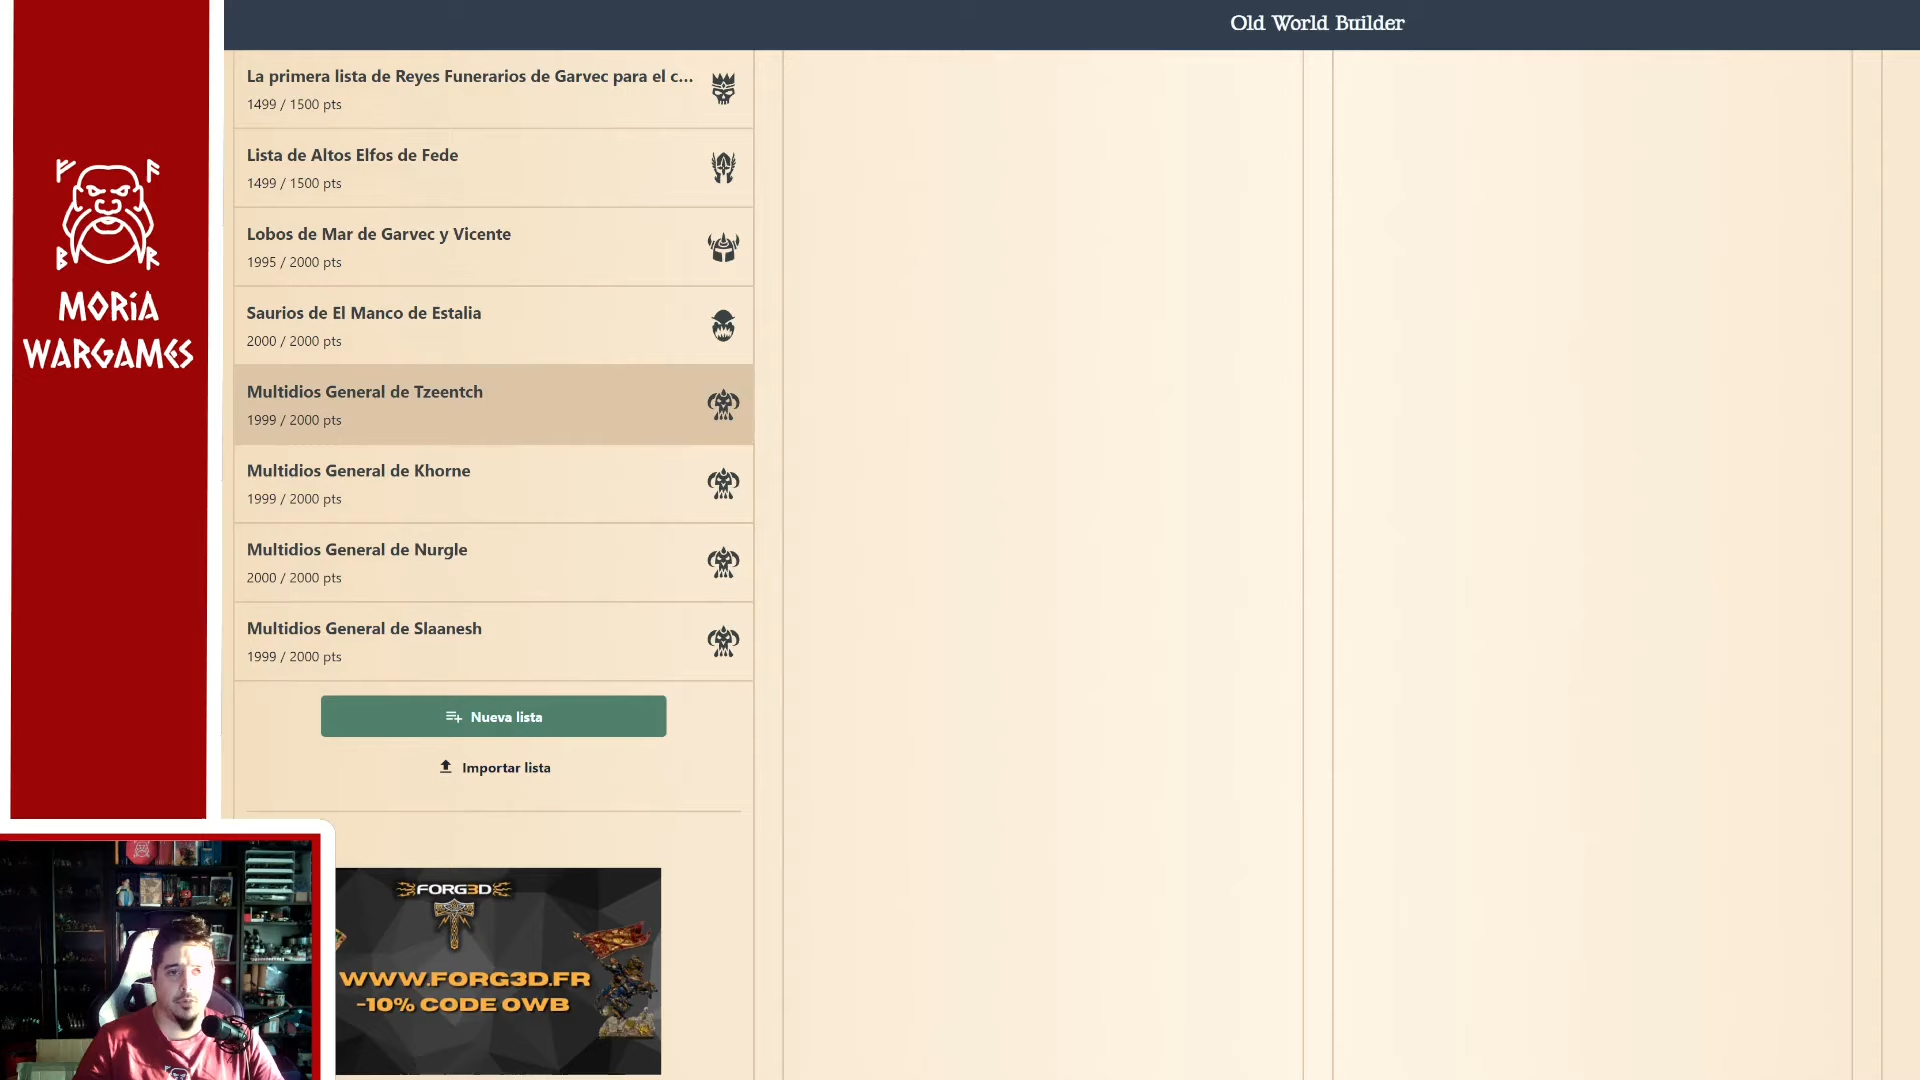 Old World Builder
La primera lista de Reyes Funerarios de Garvec para el c...
1499 / 1500 pts
Lista de Altos Elfos de Fede
1499 / 1500 pts
Lobos de Mar de Garvec y Vicente
1995 / 2000 pts
Saurios de El Manco de Estalia
2000 / 2000 pts
Multidios General de Tzeentch
1999 / 2000 pts
Multidios General de Khorne
1999 / 2000 pts
Multidios General de Nurgle
2000 / 2000 pts
Multidios General de Slaanesh
1999 / 2000 pts
Nueva lista
Importar lista
MORiA
WARGAMES
FORG3D
WWW.FORG3D.FR
-10% CODE OWB